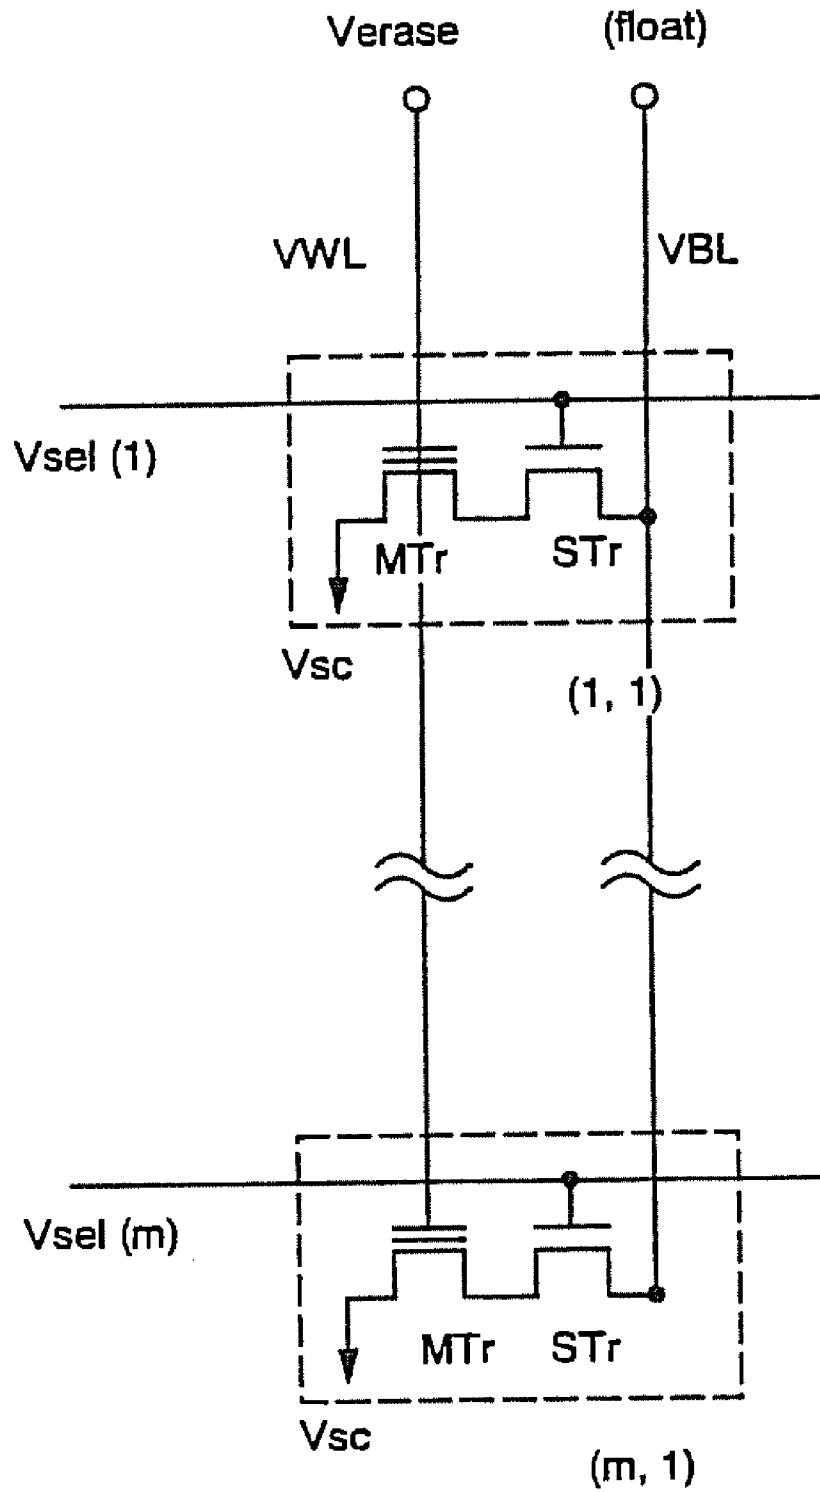 Verase (float)
VWL VBL
Vsel (1)
MTr STr
Vsc
(1, 1)
Vsel (m)
MTr STr
Vsc
(m, 1)